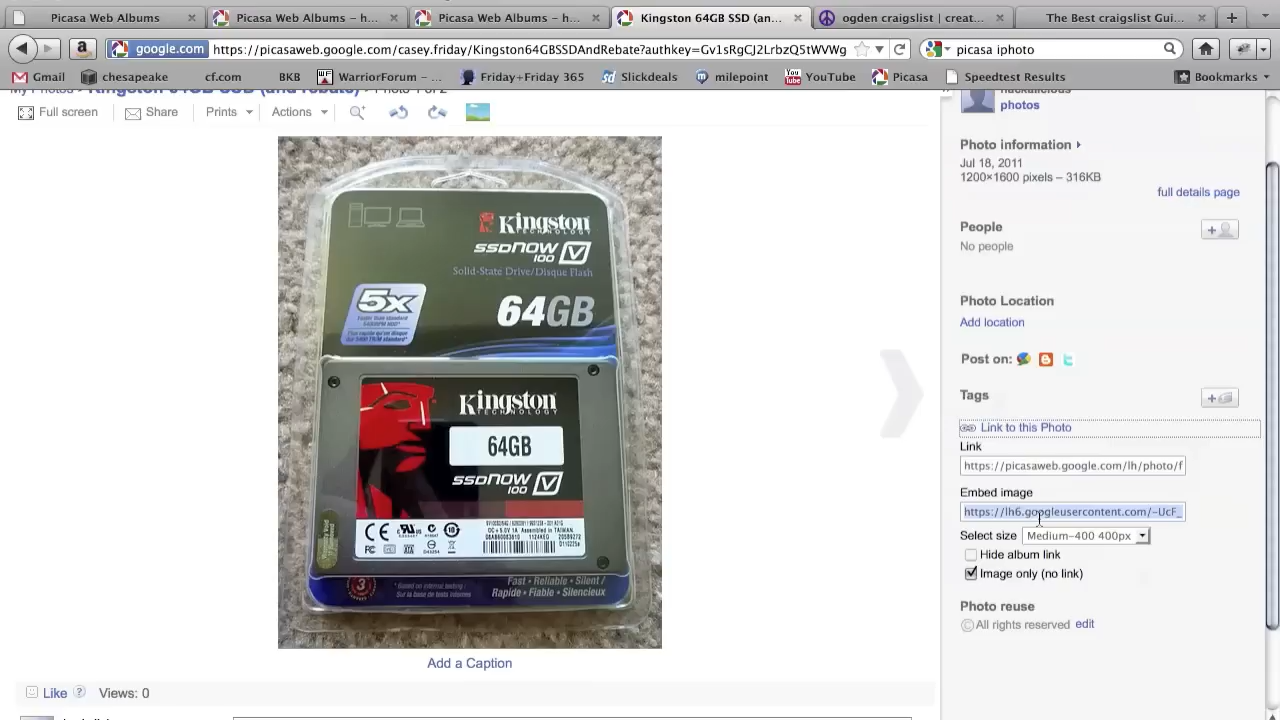 Picasa Web Albums
Picasa Web Albums – h...
Picasa Web Albums – h...
Kingston 64GB SSD (an...
ogden craigslist | creat...
The Best craigslist Gui...
google.com
https://picasaweb.google.com/casey.friday/Kingston64GBSSDAndRebate?authkey=Gv1sRgCJ2LrbzQ5tWVWg
picasa iphoto
Gmail
chesapeake
cf.com
BKB
WarriorForum – ...
Friday+Friday 365
Slickdeals
milepoint
YouTube
Picasa
Speedtest Results
Bookmarks
Full screen
Share
Prints
Actions
photos
Photo information
Jul 18, 2011
1200×1600 pixels – 316KB
full details page
People
No people
Photo Location
Add location
Post on:
Tags
Link to this Photo
Link
https://picasaweb.google.com/lh/photo/f
Embed image
https://lh6.googleusercontent.com/-UcF_
Select size
Medium-400 400px
Hide album link
Image only (no link)
Photo reuse
All rights reserved
edit
Kingston
TECHNOLOGY
SSDNOW V
100
Solid-State Drive/Disque Flash
5x
64GB
Kingston
TECHNOLOGY
64GB
SSDNOW V
100
Fast · Reliable · Silent /
Rapide · Fiable · Silencieux
Add a Caption
Like
Views: 0